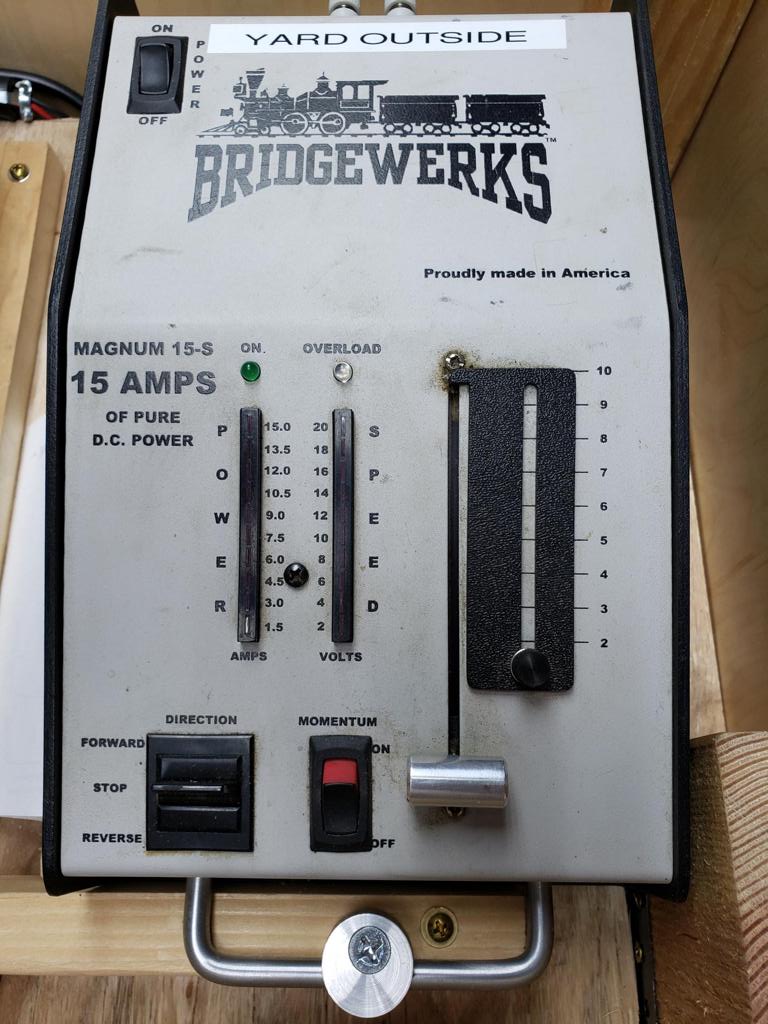 ON
POWER
OFF
YARD OUTSIDE
BRIDGEWERKS™
Proudly made in America
MAGNUM 15-S
15 AMPS
OF PURE
D.C. POWER
ON.
OVERLOAD
POWER
15.0
13.5
12.0
10.5
9.0
7.5
6.0
4.5
3.0
1.5
AMPS
20
18
16
14
12
10
8
6
4
2
VOLTS
SPEED
10
9
8
7
6
5
4
3
2
DIRECTION
FORWARD
STOP
REVERSE
MOMENTUM
ON
OFF